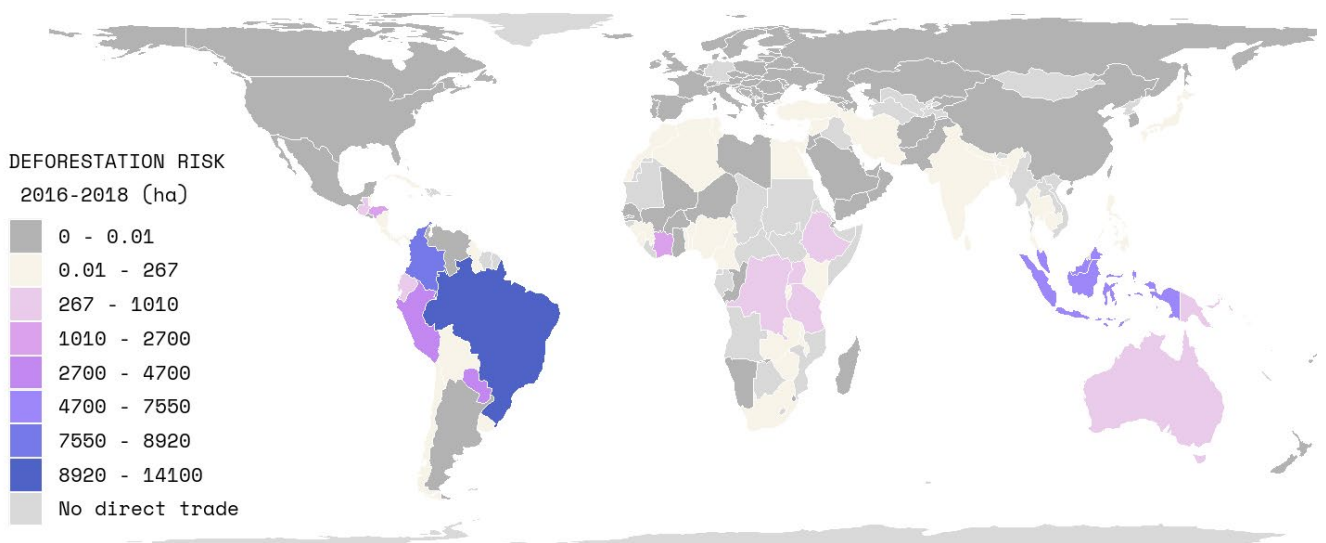 DEFORESTATION RISK
2016-2018 (ha)
0 - 0.01
0.01 - 267
267 - 1010
1010 - 2700
2700 - 4700
4700 - 7550
7550 - 8920
8920 - 14100
No direct trade